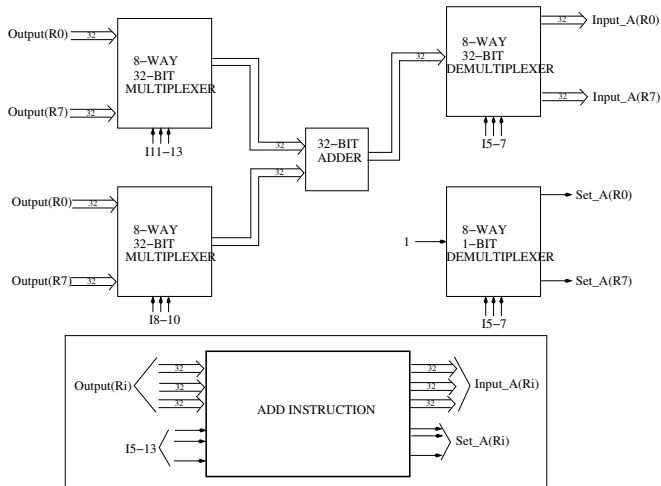 Output(R0)
32
Output(R7)
32
8-WAY
32-BIT
MULTIPLEXER
I11-13
32
Output(R0)
32
Output(R7)
32
8-WAY
32-BIT
MULTIPLEXER
I8-10
32
32-BIT
ADDER
32
8-WAY
32-BIT
DEMULTIPLEXER
I5-7
32
Input_A(R0)
32
Input_A(R7)
1
8-WAY
1-BIT
DEMULTIPLEXER
I5-7
Set_A(R0)
Set_A(R7)
Output(Ri)
32
32
32
I5-13
ADD INSTRUCTION
32
32
32
Input_A(Ri)
Set_A(Ri)